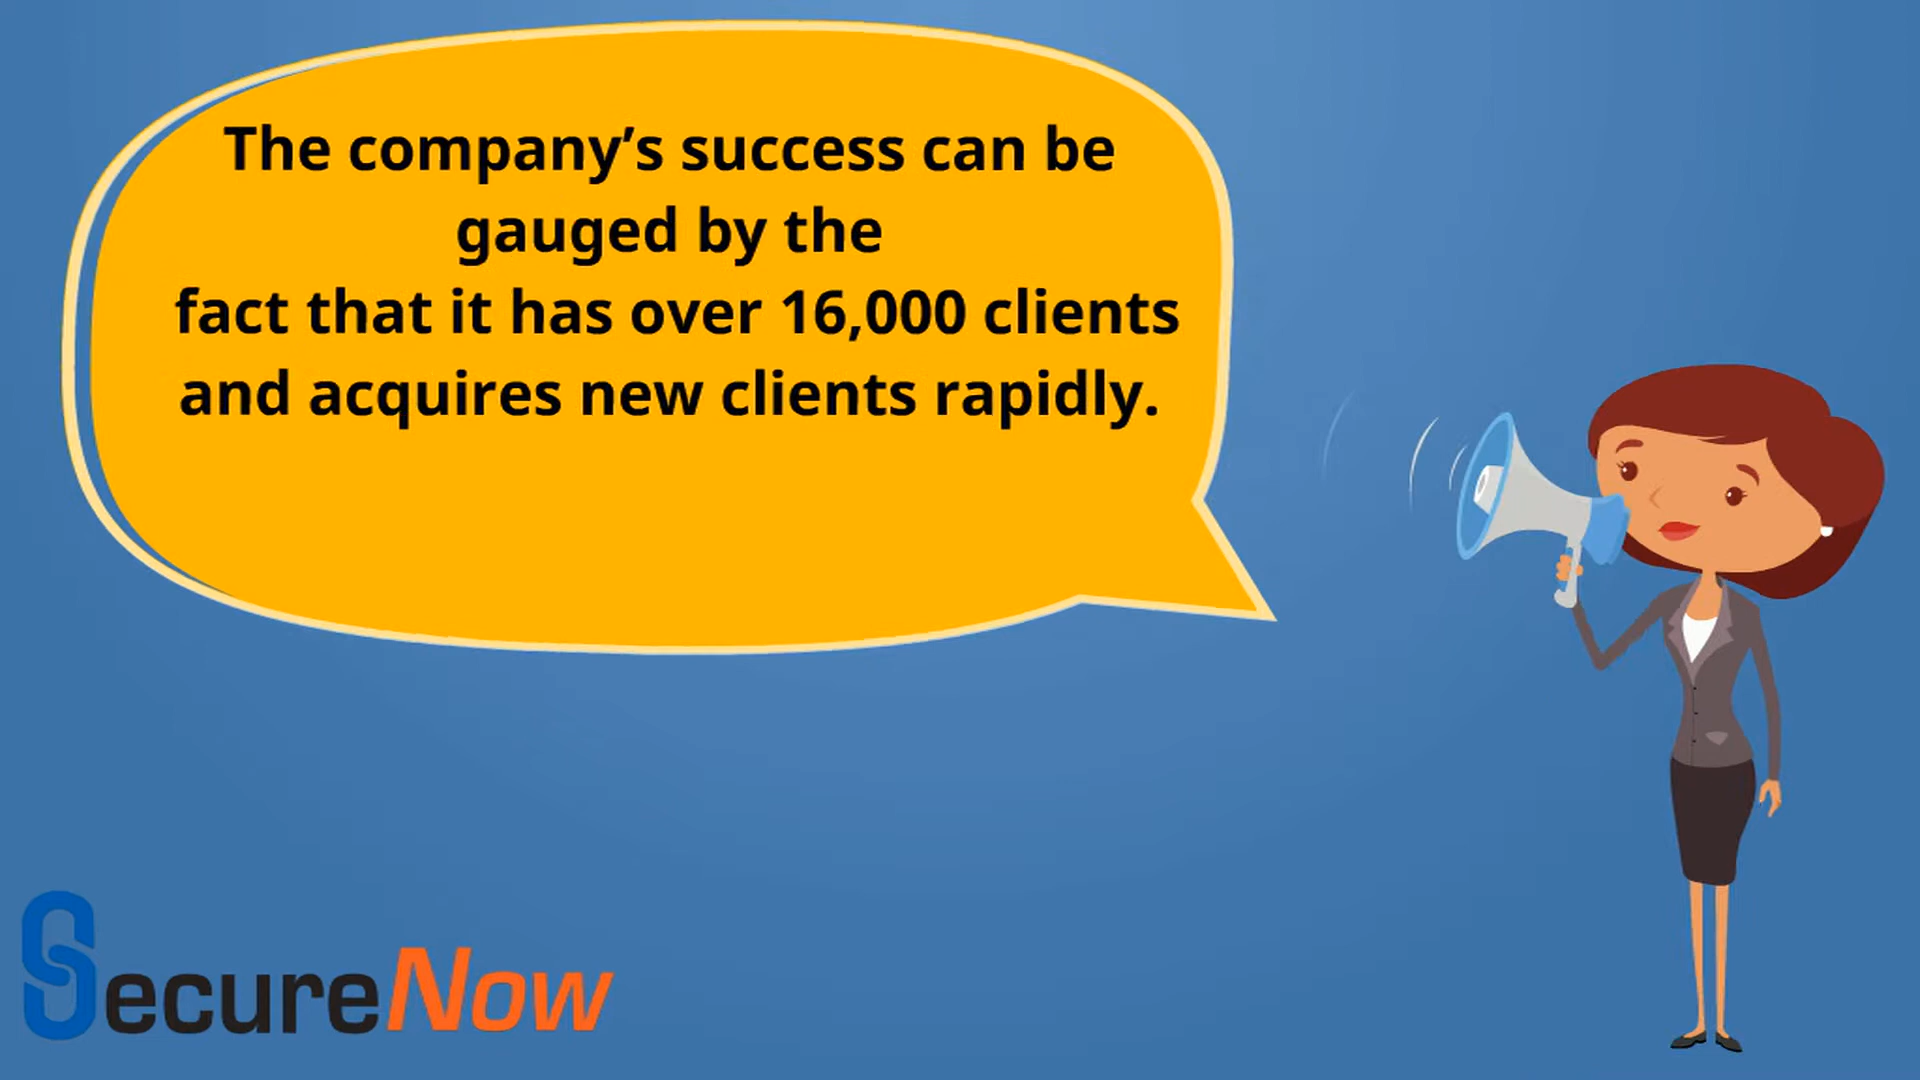 The company’s success can be
gauged by the
fact that it has over 16,000 clients
and acquires new clients rapidly.
SecureNow